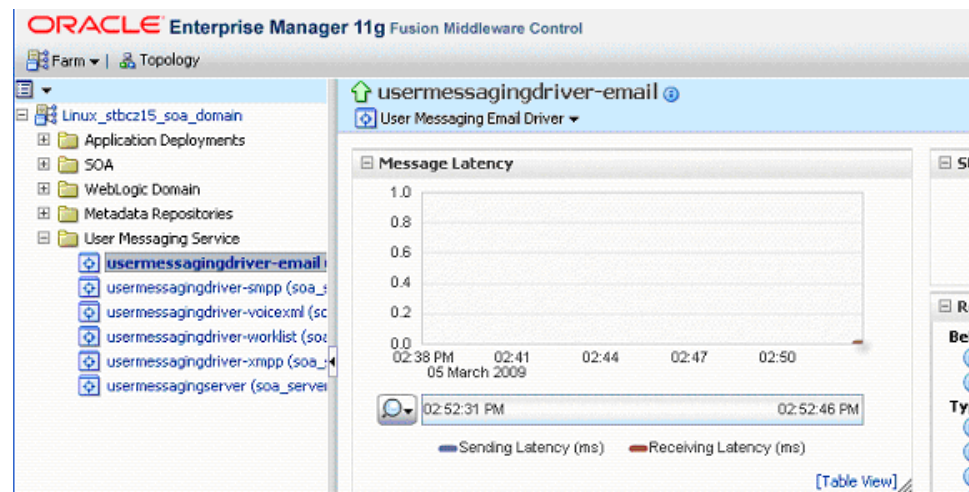 ORACLE Enterprise Manager 11g Fusion Middleware Control
Farm | Topology
Linux_stbcz15_soa_domain
Application Deployments
SOA
WebLogic Domain
Metadata Repositories
User Messaging Service
usermessagingdriver-email
usermessagingdriver-smpp (soa_s
usermessagingdriver-voicexml (so
usermessagingdriver-worklist (soa
usermessagingdriver-xmpp (soa_s
usermessagingserver (soa_server
usermessagingdriver-email
User Messaging Email Driver
Message Latency
1.0
0.8
0.6
0.4
0.2
0.0
02:38 PM 02:41 02:44 02:47 02:50
05 March 2009
02:52:31 PM 02:52:46 PM
Sending Latency (ms) Receiving Latency (ms)
[Table View]
R
Be
Ty